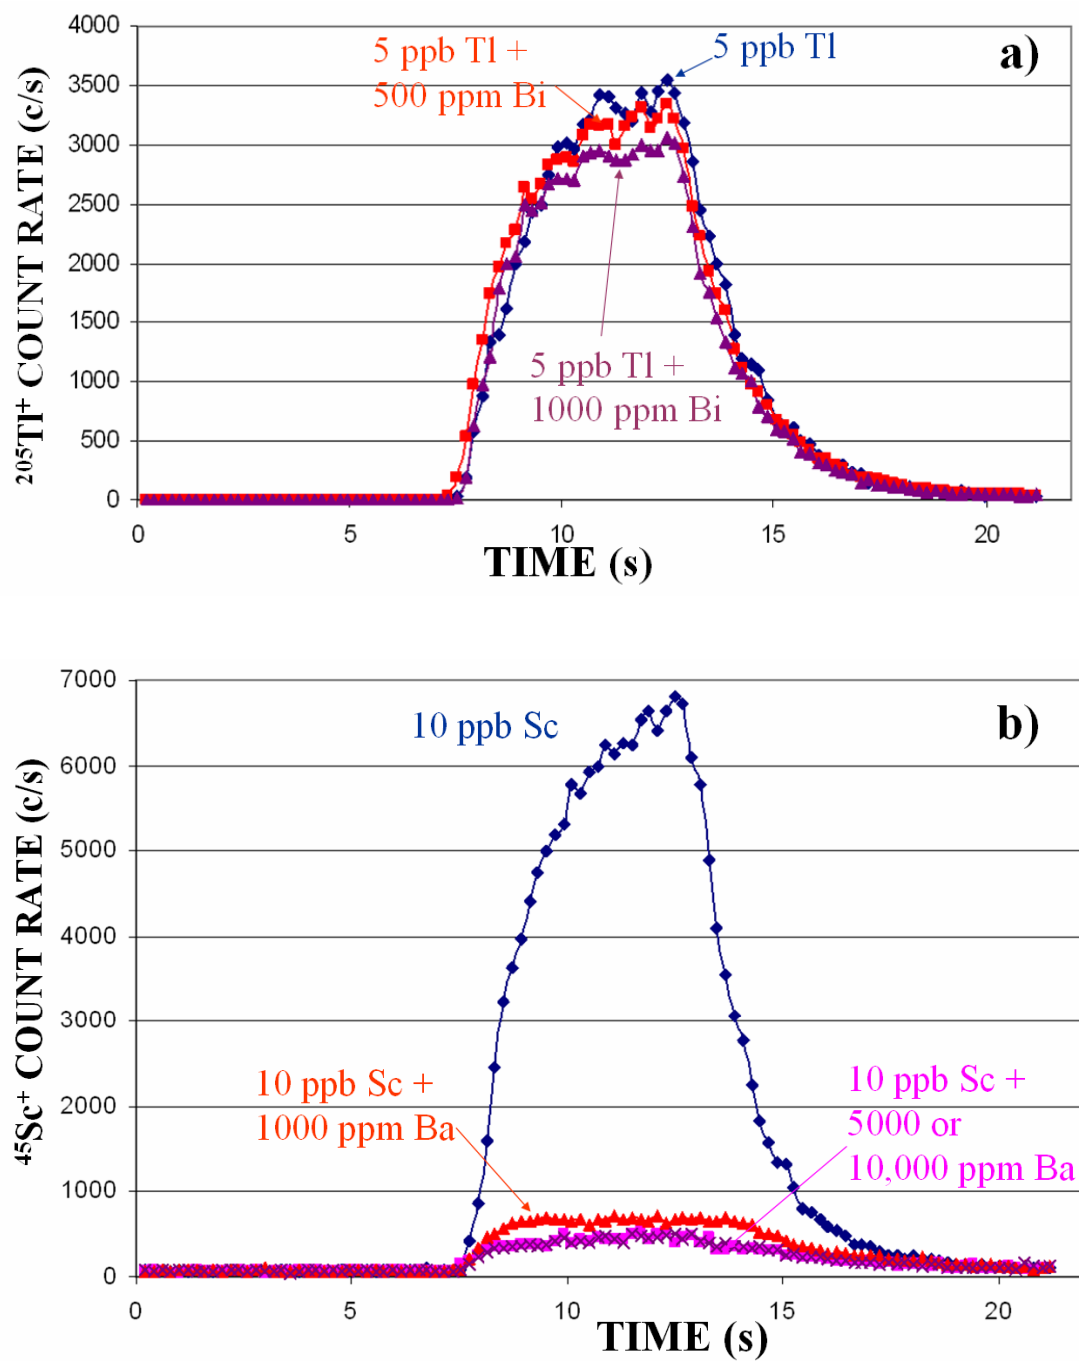 4000
3500
3000
2500
2000
1500
1000
500
0
²⁰⁵Tl⁺ COUNT RATE (c/s)
5 ppb Tl +
500 ppm Bi
5 ppb Tl
a)
5 ppb Tl +
1000 ppm Bi
0 5 10 15 20
TIME (s)
7000
6000
5000
4000
3000
2000
1000
0
⁴⁵Sc⁺ COUNT RATE (c/s)
10 ppb Sc
b)
10 ppb Sc +
1000 ppm Ba
10 ppb Sc +
5000 or
10,000 ppm Ba
0 5 10 15 20
TIME (s)